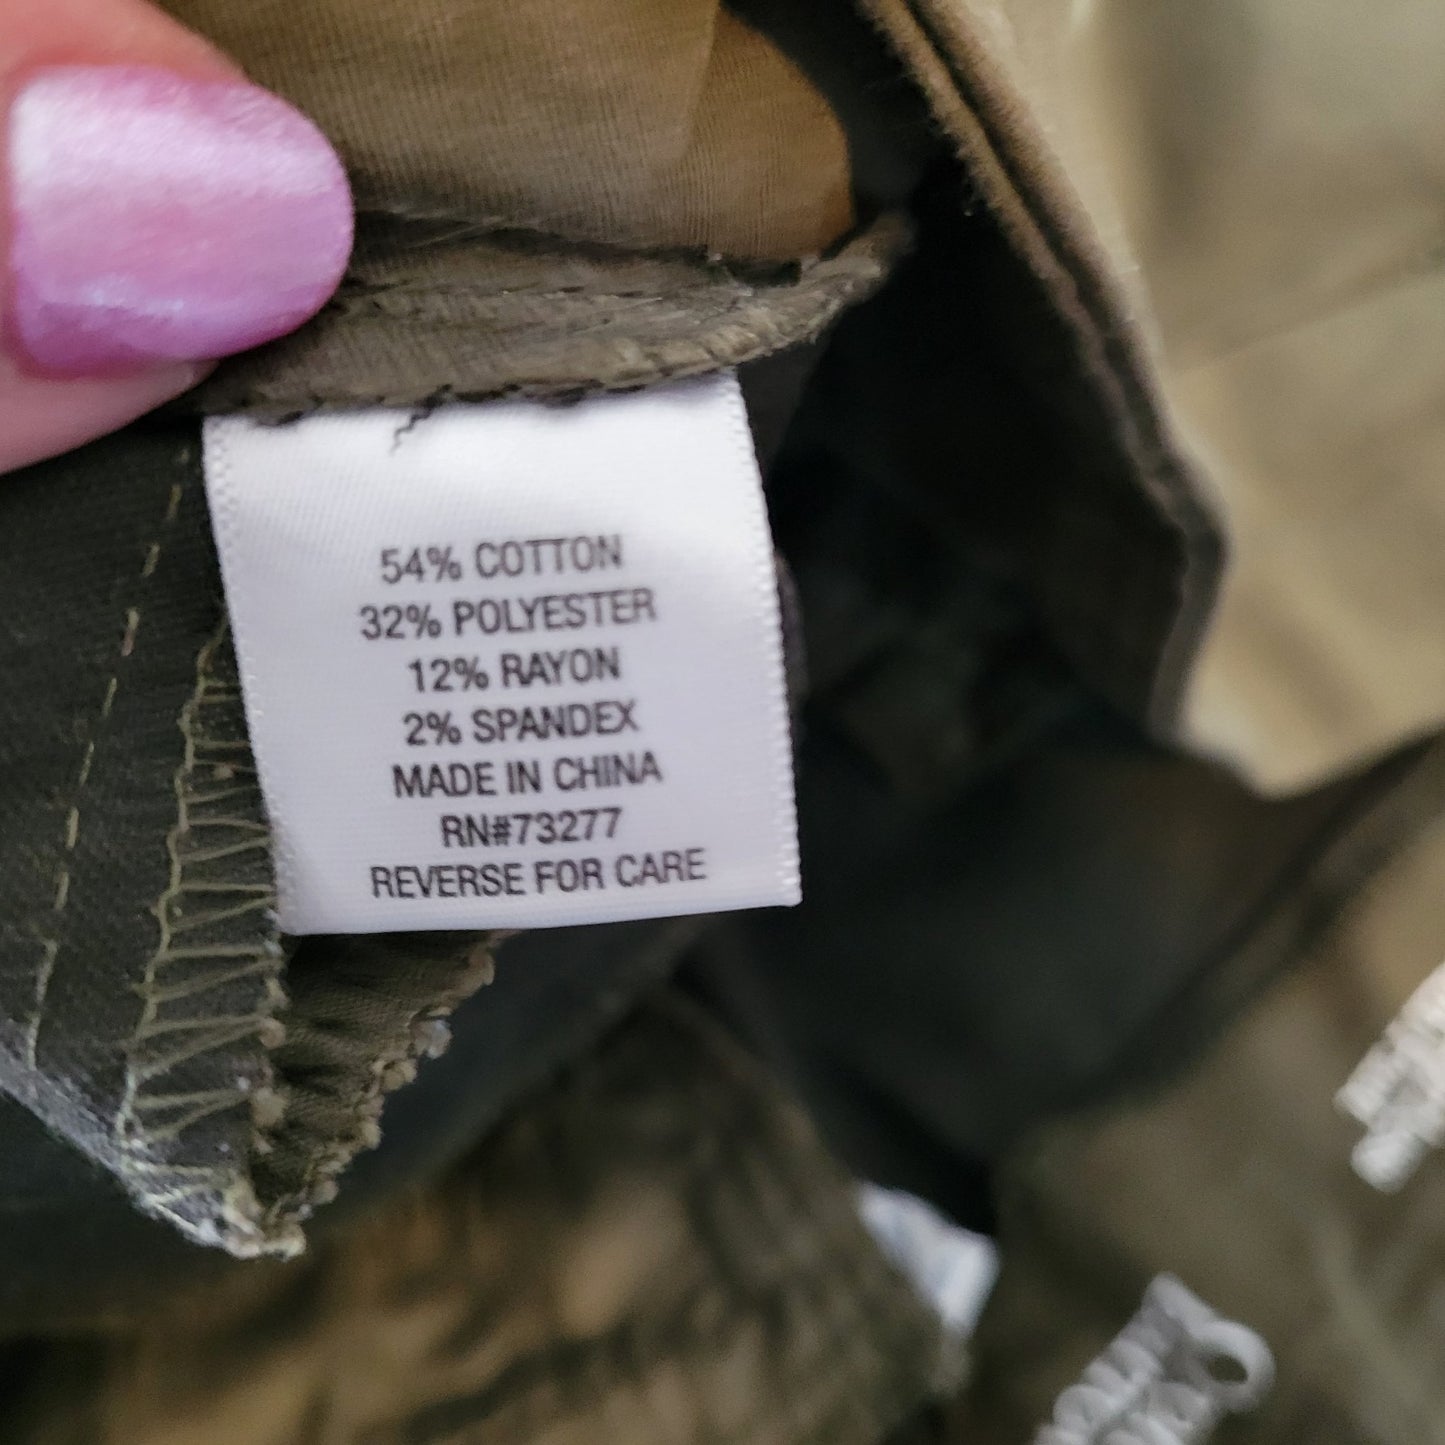 54% COTTON
32% POLYESTER
12% RAYON
2% SPANDEX
MADE IN CHINA
RN#73277
REVERSE FOR CARE